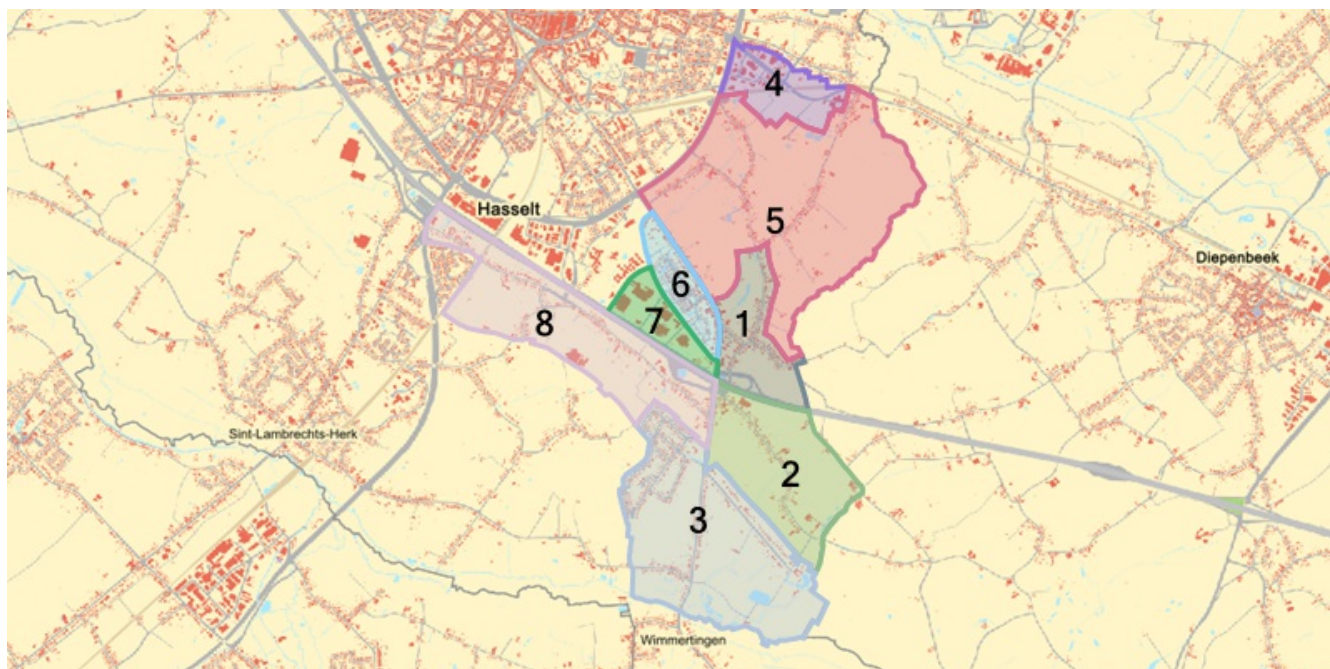 4
Hasselt
5
Diepenbeek
6
8
7
1
Sint-Lambrechts-Herk
2
3
Wimmertingen